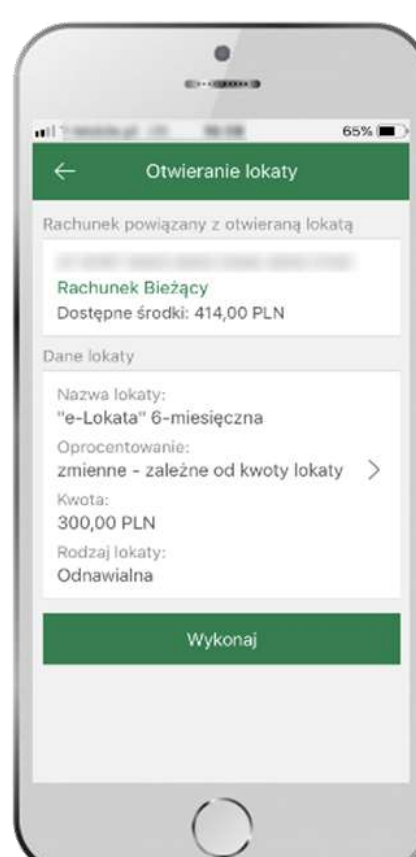 65%
Otwieranie lokaty
Rachunek powiązany z otwieraną lokatą
Rachunek Bieżący
Dostępne środki: 414,00 PLN
Dane lokaty
Nazwa lokaty:
"e-Lokata" 6-miesięczna
Oprocentowanie:
zmienne - zależne od kwoty lokaty
Kwota:
300,00 PLN
Rodzaj lokaty:
Odnawialna
Wykonaj